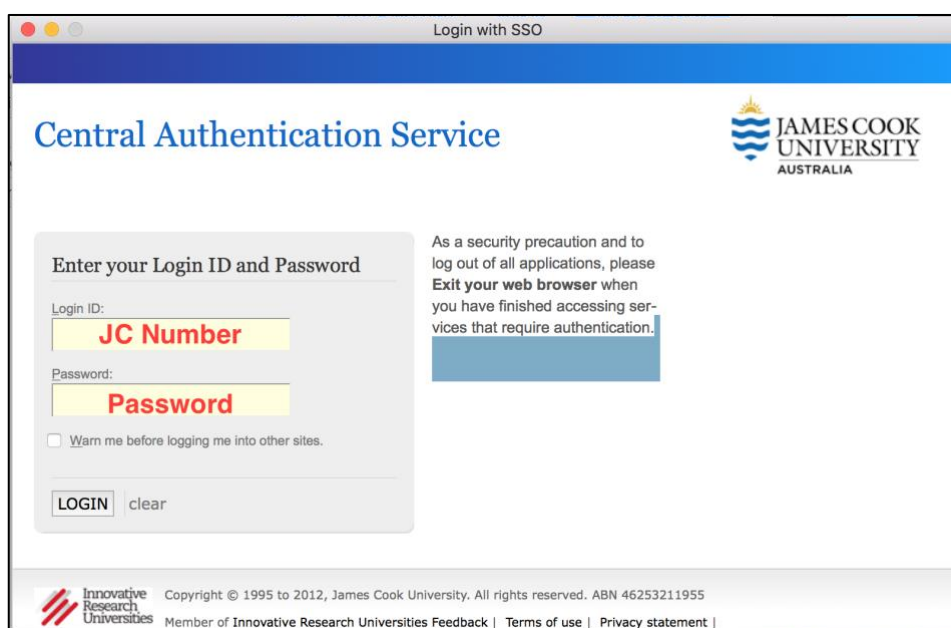 Login with SSO
Central Authentication Service
JAMES COOK
UNIVERSITY
AUSTRALIA
Enter your Login ID and Password
Login ID:
JC Number
Password:
Password
Warn me before logging me into other sites.
LOGIN clear
As a security precaution and to
log out of all applications, please
Exit your web browser when
you have finished accessing ser-
vices that require authentication.
Innovative
Research
Universities
Copyright © 1995 to 2012, James Cook University. All rights reserved. ABN 46253211955
Member of Innovative Research Universities Feedback | Terms of use | Privacy statement |